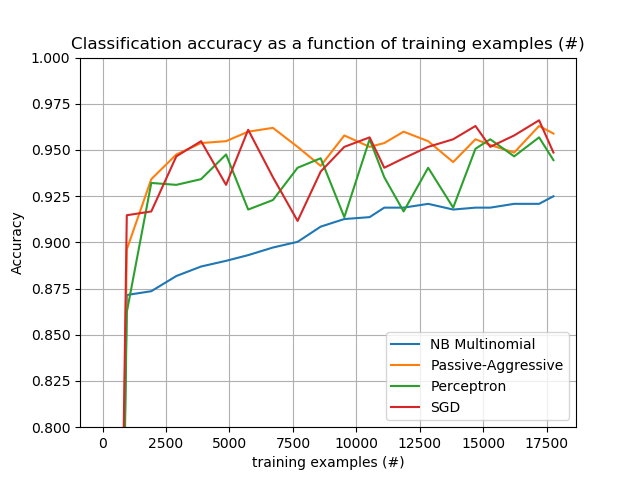 Classification accuracy as a function of training examples (#)
1.000
0.975
0.950
0.925
0.900
0.875
0.850
0.825
0.800
Accuracy
NB Multinomial
Passive-Aggressive
Perceptron
SGD
0 2500 5000 7500 10000 12500 15000 17500
training examples (#)